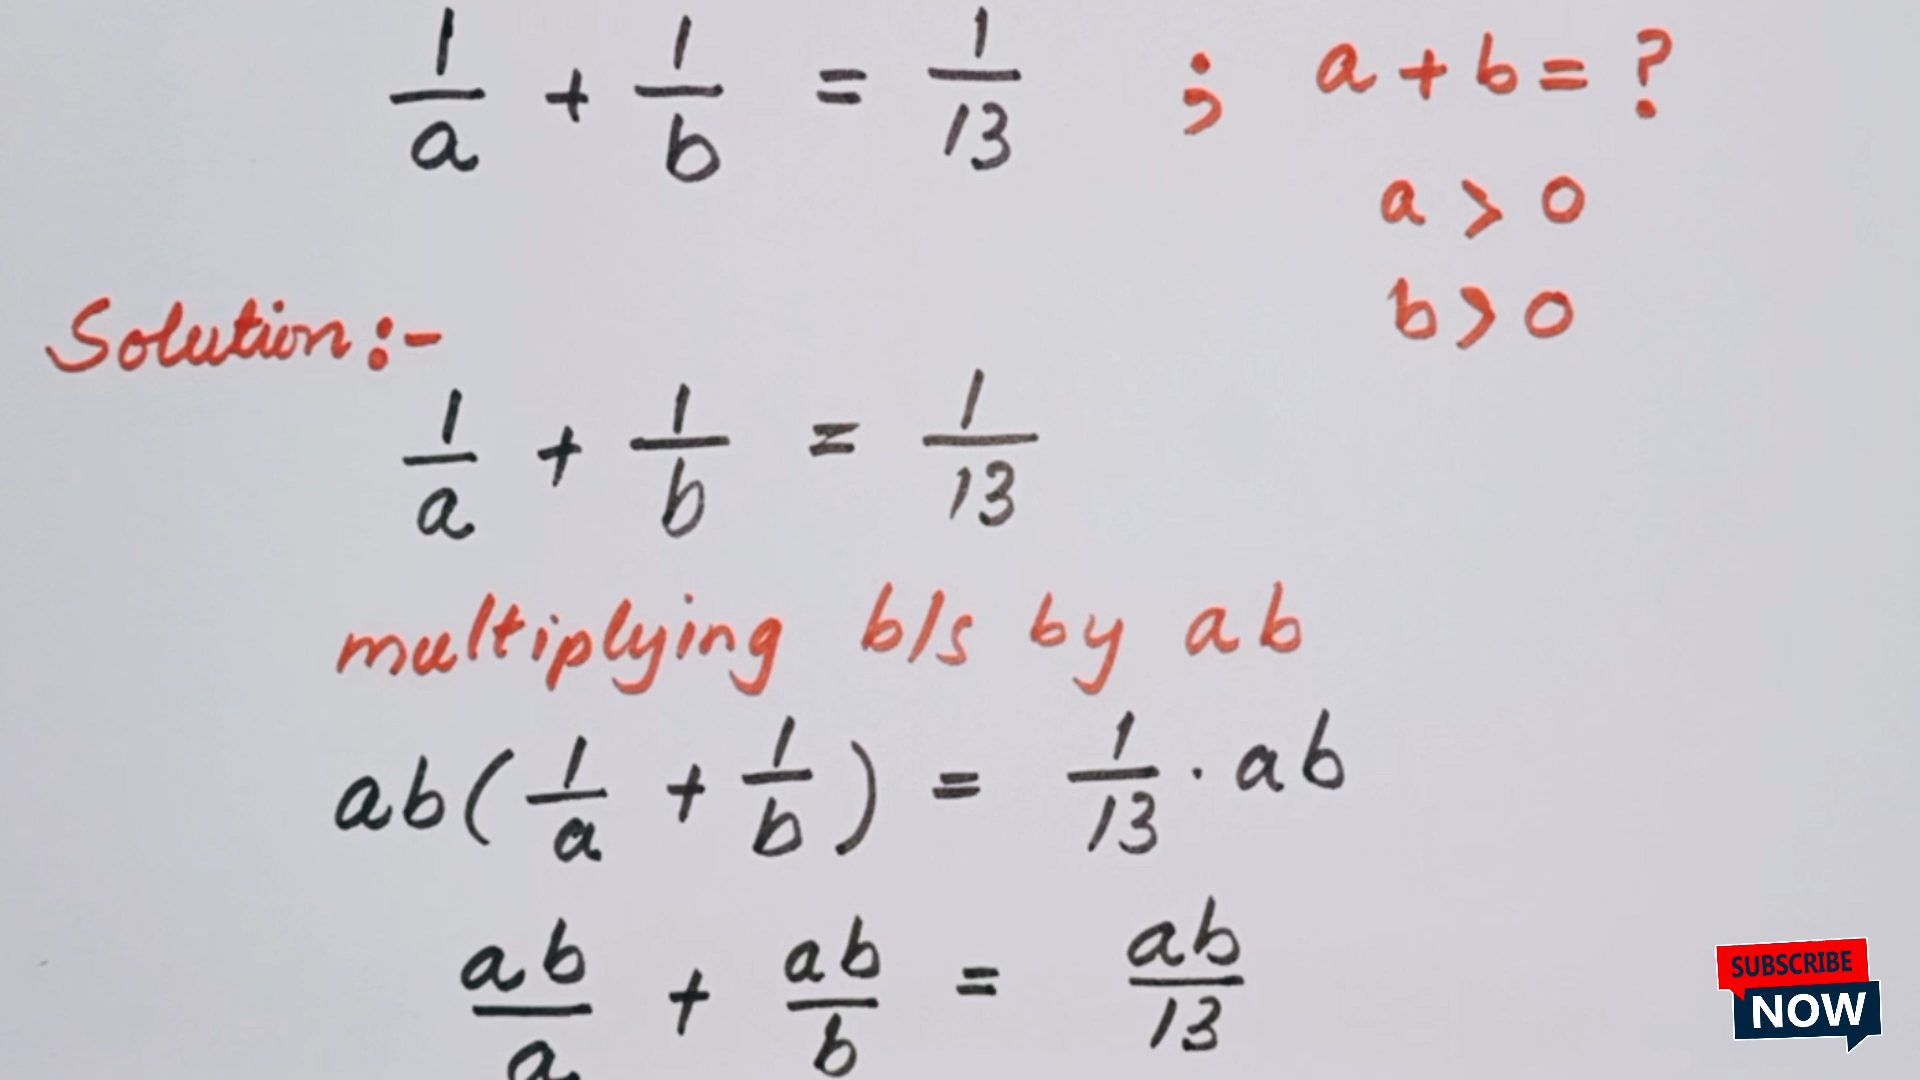 1/a + 1/b = 1/13 ; a + b = ?
a > 0
b > 0
Solution :-
1/a + 1/b = 1/13
multiplying b/s by ab
ab(1/a + 1/b) = 1/13 · ab
ab/a + ab/b = ab/13
SUBSCRIBE
NOW